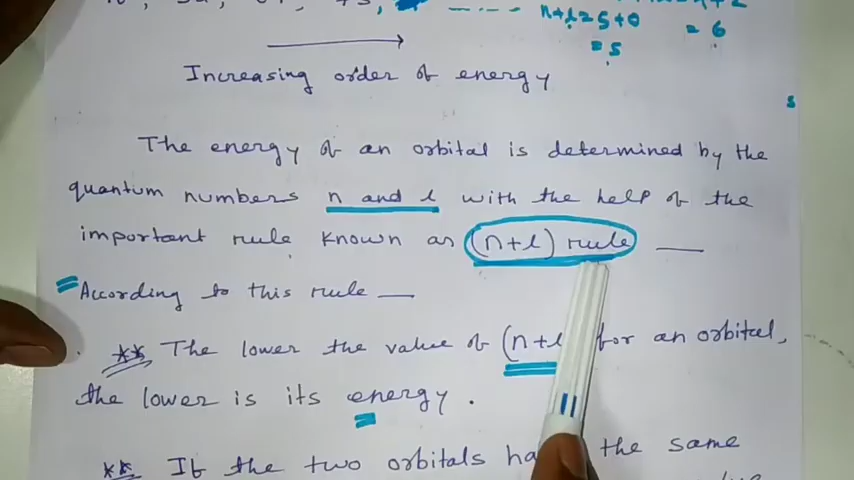 n+l=5+0
= 6
= 5
Increasing order of energy
s
The energy of an orbital is determined by the
quantum numbers n and l with the help of the
important rule known as (n+l) rule —
According to this rule —
** The lower the value of (n+l for an orbital,
the lower is its energy.
** If the two orbitals ha the same